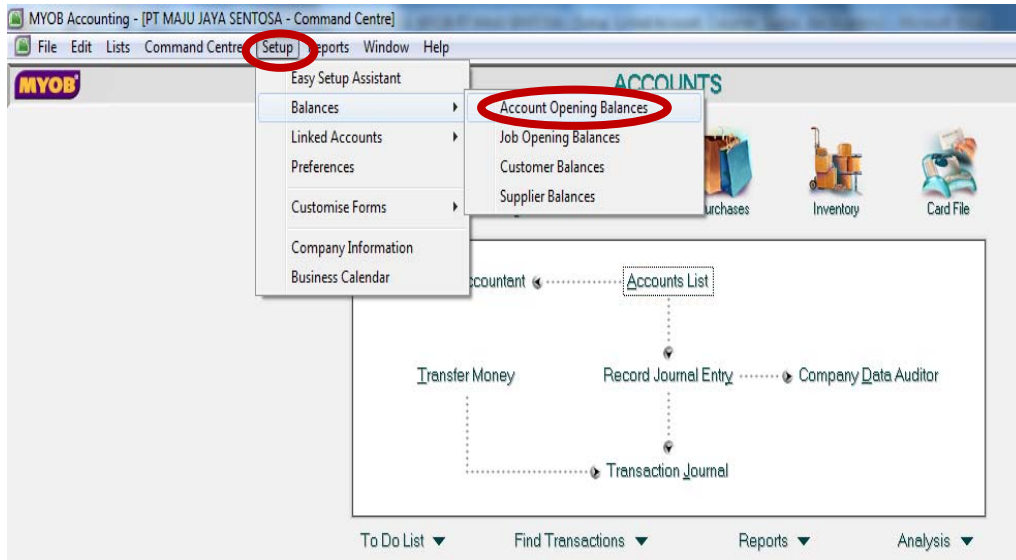 MYOB Accounting - [PT MAJU JAYA SENTOSA - Command Centre]
File Edit Lists Command Centre Setup Reports Window Help
MYOB
ACCOUNTS
Easy Setup Assistant
Balances
Linked Accounts
Preferences
Customise Forms
Company Information
Business Calendar
Account Opening Balances
Job Opening Balances
Customer Balances
Supplier Balances
urchases
Inventory
Card File
ccountant
Accounts List
Transfer Money
Record Journal Entry
Company Data Auditor
Transaction Journal
To Do List
Find Transactions
Reports
Analysis